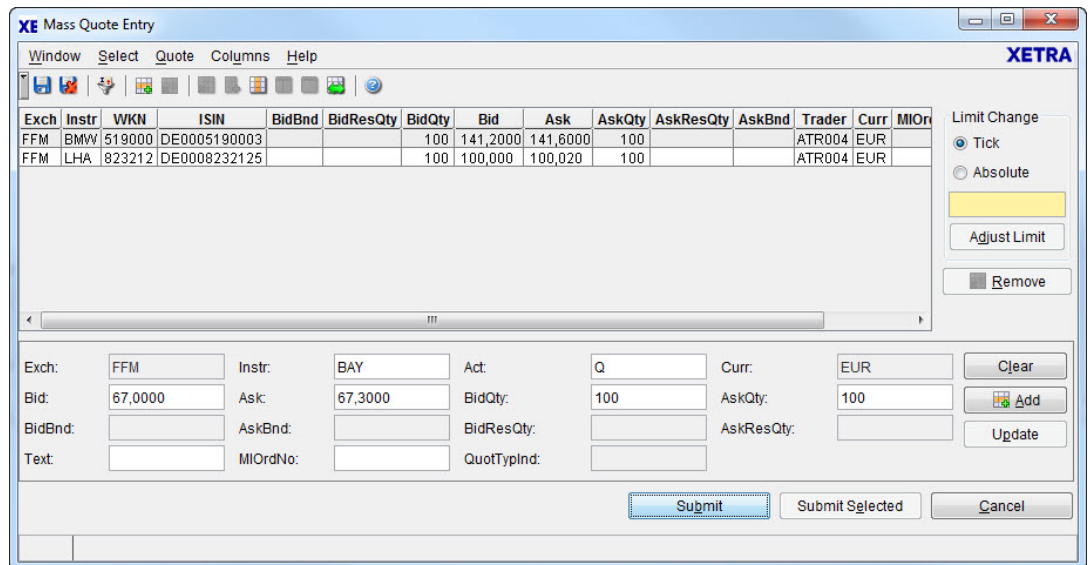 XE Mass Quote Entry
Window Select Quote Columns Help
XETRA
Exch Instr WKN ISIN BidBnd BidResQty BidQty Bid Ask AskQty AskResQty AskBnd Trader Curr MIOr
FFM BMW 519000 DE0005190003 100 141,2000 141,6000 100 ATR004 EUR
FFM LHA 823212 DE0008232125 100 100,000 100,020 100 ATR004 EUR
Limit Change
Tick
Absolute
Adjust Limit
Remove
Exch: FFM Instr: BAY Act: Q Curr: EUR Clear
Bid: 67,0000 Ask: 67,3000 BidQty: 100 AskQty: 100 Add
BidBnd: AskBnd: BidResQty: AskResQty: Update
Text: MIOrdNo: QuotTypInd:
Submit Submit Selected Cancel